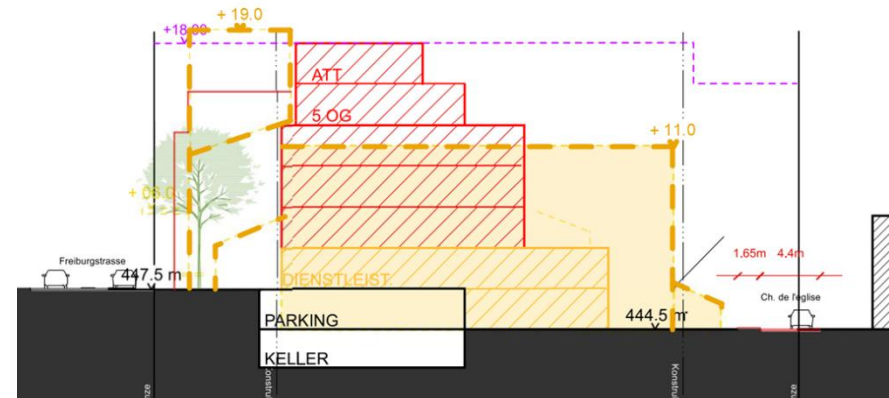 + 19.0
+18.00
ATT
5 OG
+ 11.0
+ 06.0
Freiburgstrasse
447.5 m
DIENSTLEIST
1.65m 4.4m
Ch. de l'eglise
PARKING
444.5 m
KELLER